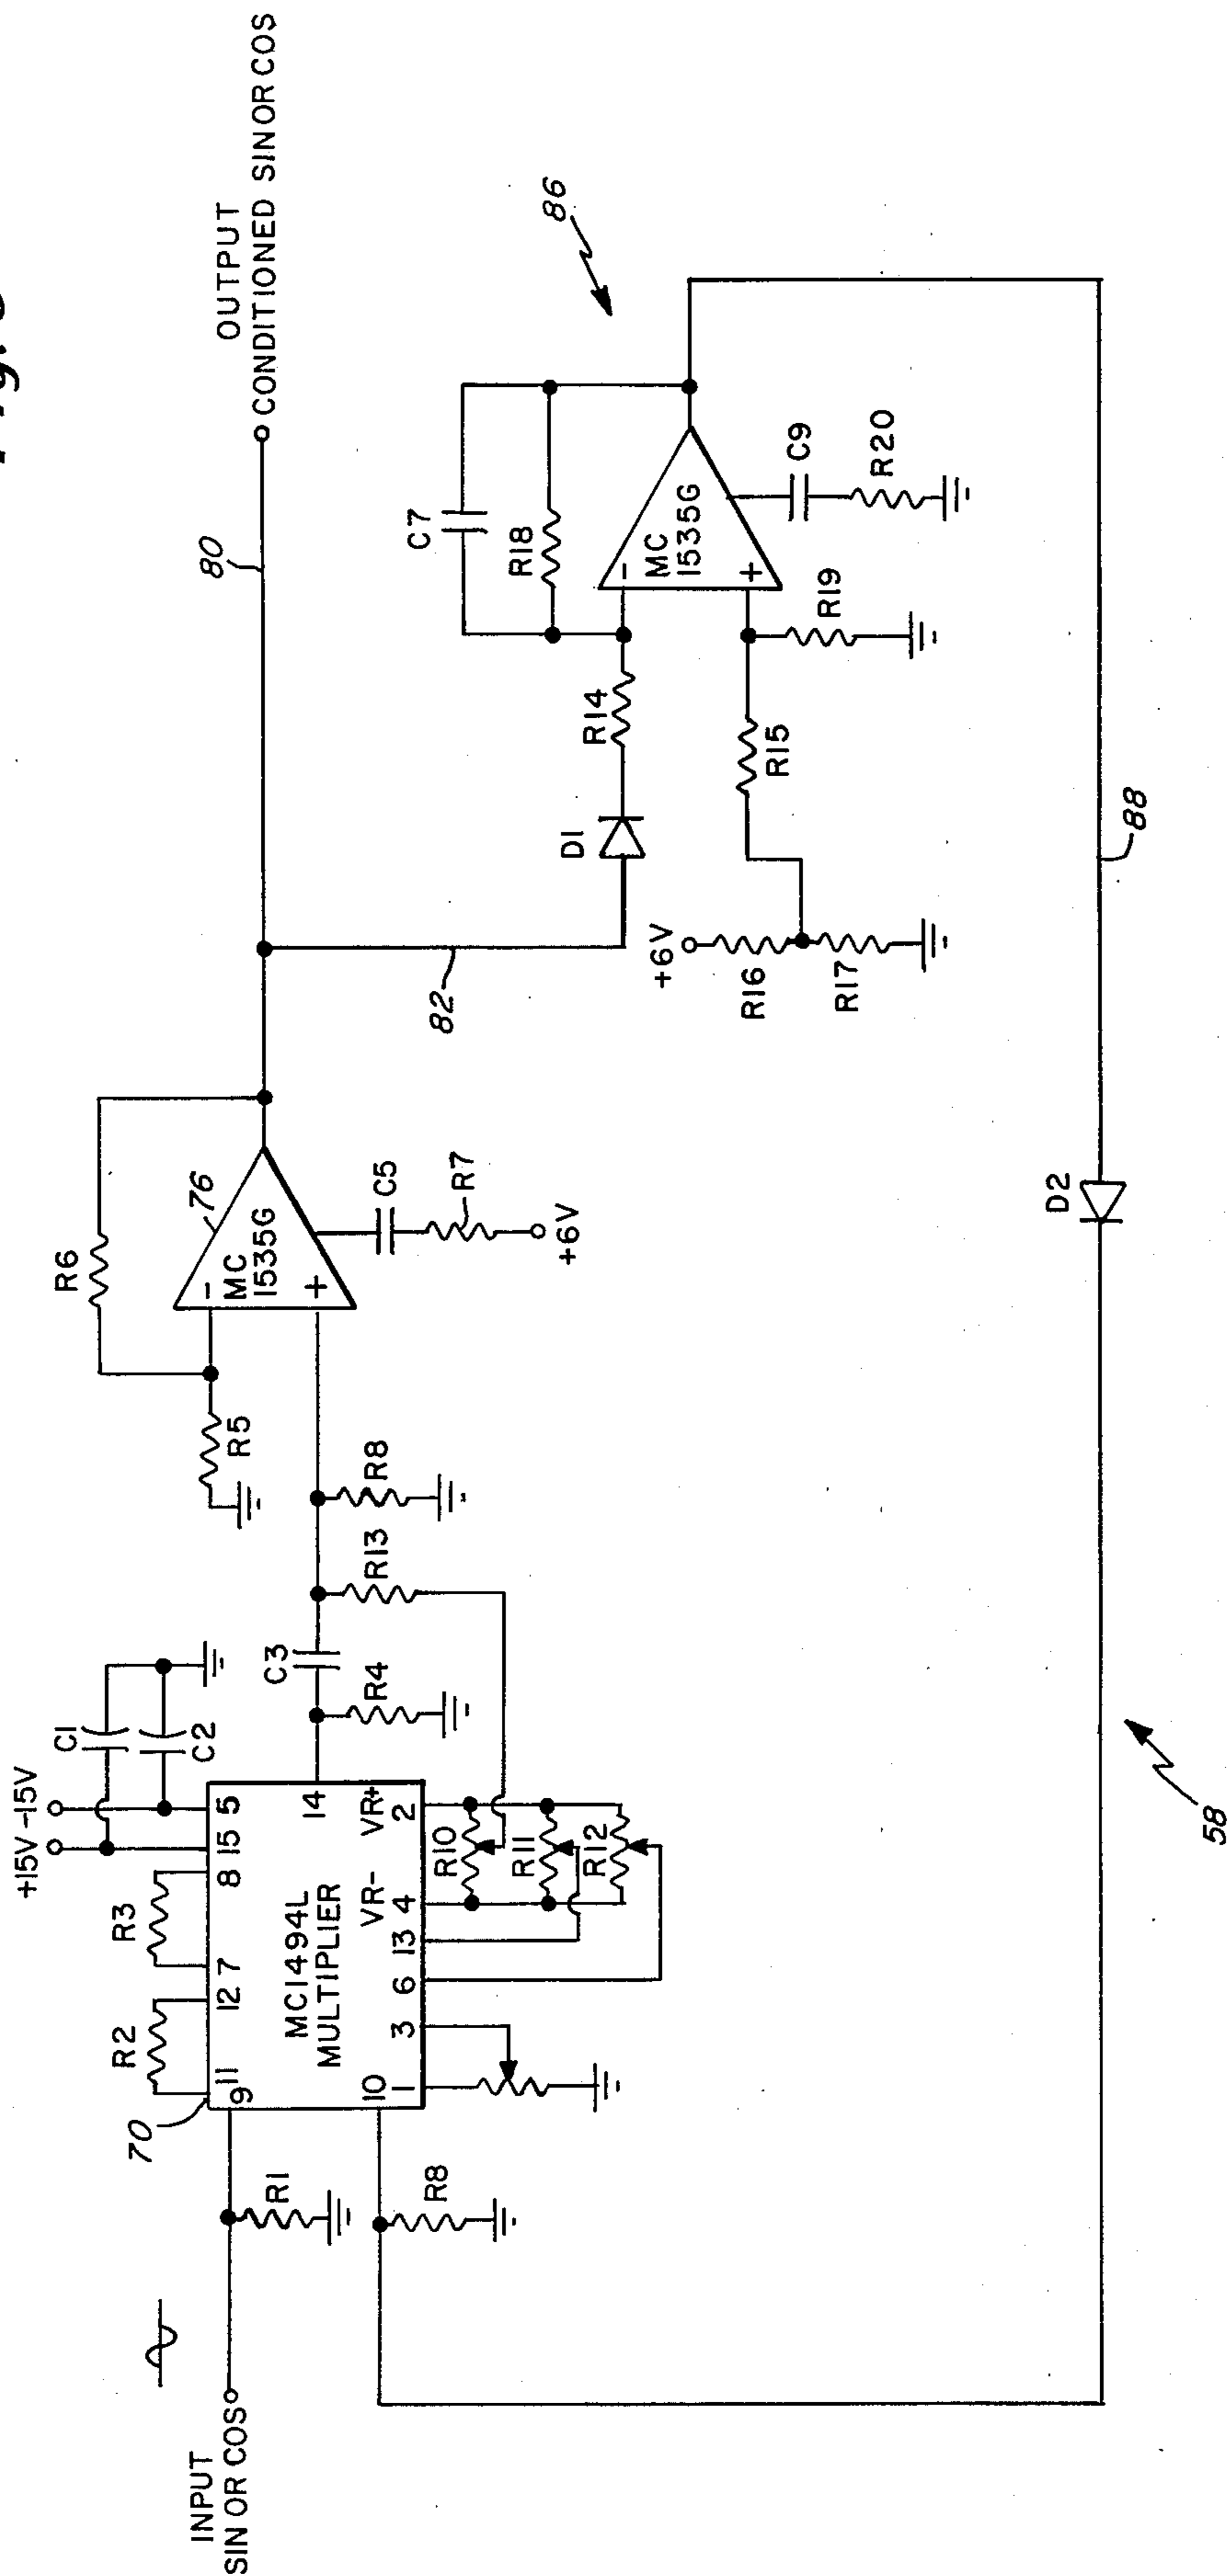 INPUT
SIN OR COS
R1
R8
70
9
11
12
7
8
15
5
R2
R3
+15V
-15V
C1
C2
MC1494L
MULTIPLIER
10
1
3
6
13
4
2
VR-
VR+
14
R10
R11
R12
R4
C3
R13
R8
R5
R6
-
+
MC
1535G
76
C5
R7
+6V
80
OUTPUT
CONDITIONED SIN OR COS
82
D1
R14
+6V
R16
R17
R15
R19
C7
R18
-
+
MC
1535G
C9
R20
86
88
D2
58